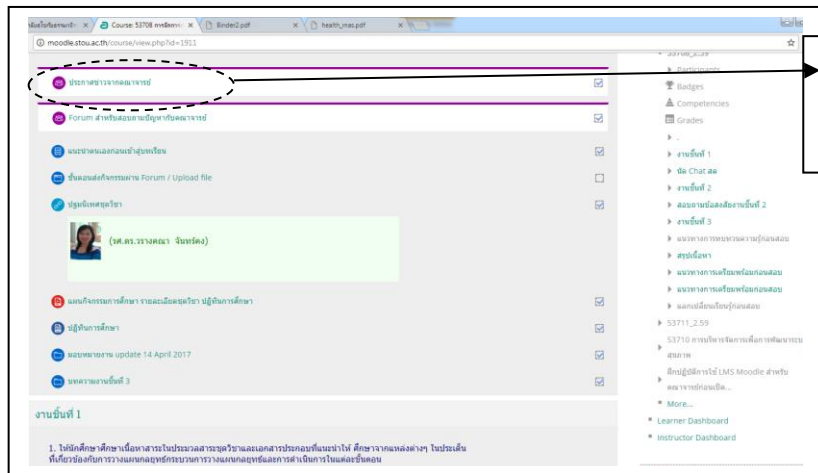 Course: 53708 การจัดการ
Binder2.pdf
health_mas.pdf
moodle.stou.ac.th/course/view.php?id=1911
ประกาศข่าวจากคณาจารย์
Forum สำหรับสอบถามปัญหากับคณาจารย์
แนะนำตนเองก่อนเข้าสู่บทเรียน
ขั้นตอนส่งกิจกรรมผ่าน Forum / Upload file
ปฐมนิเทศชุดวิชา
(รศ.ดร.วรางคณา จันทร์คง)
แผนกิจกรรมการศึกษา รายละเอียดชุดวิชา ปฏิทินการศึกษา
ปฏิทินการศึกษา
มอบหมายงาน update 14 April 2017
บทความงานชิ้นที่ 3
งานชิ้นที่ 1
1. ให้นักศึกษาศึกษาเนื้อหาสาระในประมวลสาระชุดวิชาและเอกสารประกอบที่แนะนำให้ ศึกษาจากแหล่งต่างๆ ในประเด็น
ที่เกี่ยวข้องกับการวางแผนกลยุทธ์กระบวนการวางแผนกลยุทธ์และการดำเนินการในแต่ละขั้นตอน
53708_2.59
Participants
Badges
Competencies
Grades
.
งานชิ้นที่ 1
นัด Chat สด
งานชิ้นที่ 2
สอบถามข้อสงสัยงานชิ้นที่ 2
งานชิ้นที่ 3
แนวทางการทบทวนความรู้ก่อนสอบ
สรุปเนื้อหา
แนวทางการเตรียมพร้อมก่อนสอบ
แนวทางการเตรียมพร้อมก่อนสอบ
แลกเปลี่ยนเรียนรู้ก่อนสอบ
53711_2.59
53710 การบริหารจัดการเพื่อการพัฒนาระบบ
สุขภาพ
ฝึกปฏิบัติการใช้ LMS Moodle สำหรับ
คณาจารย์ก่อนเปิด...
More...
Learner Dashboard
Instructor Dashboard